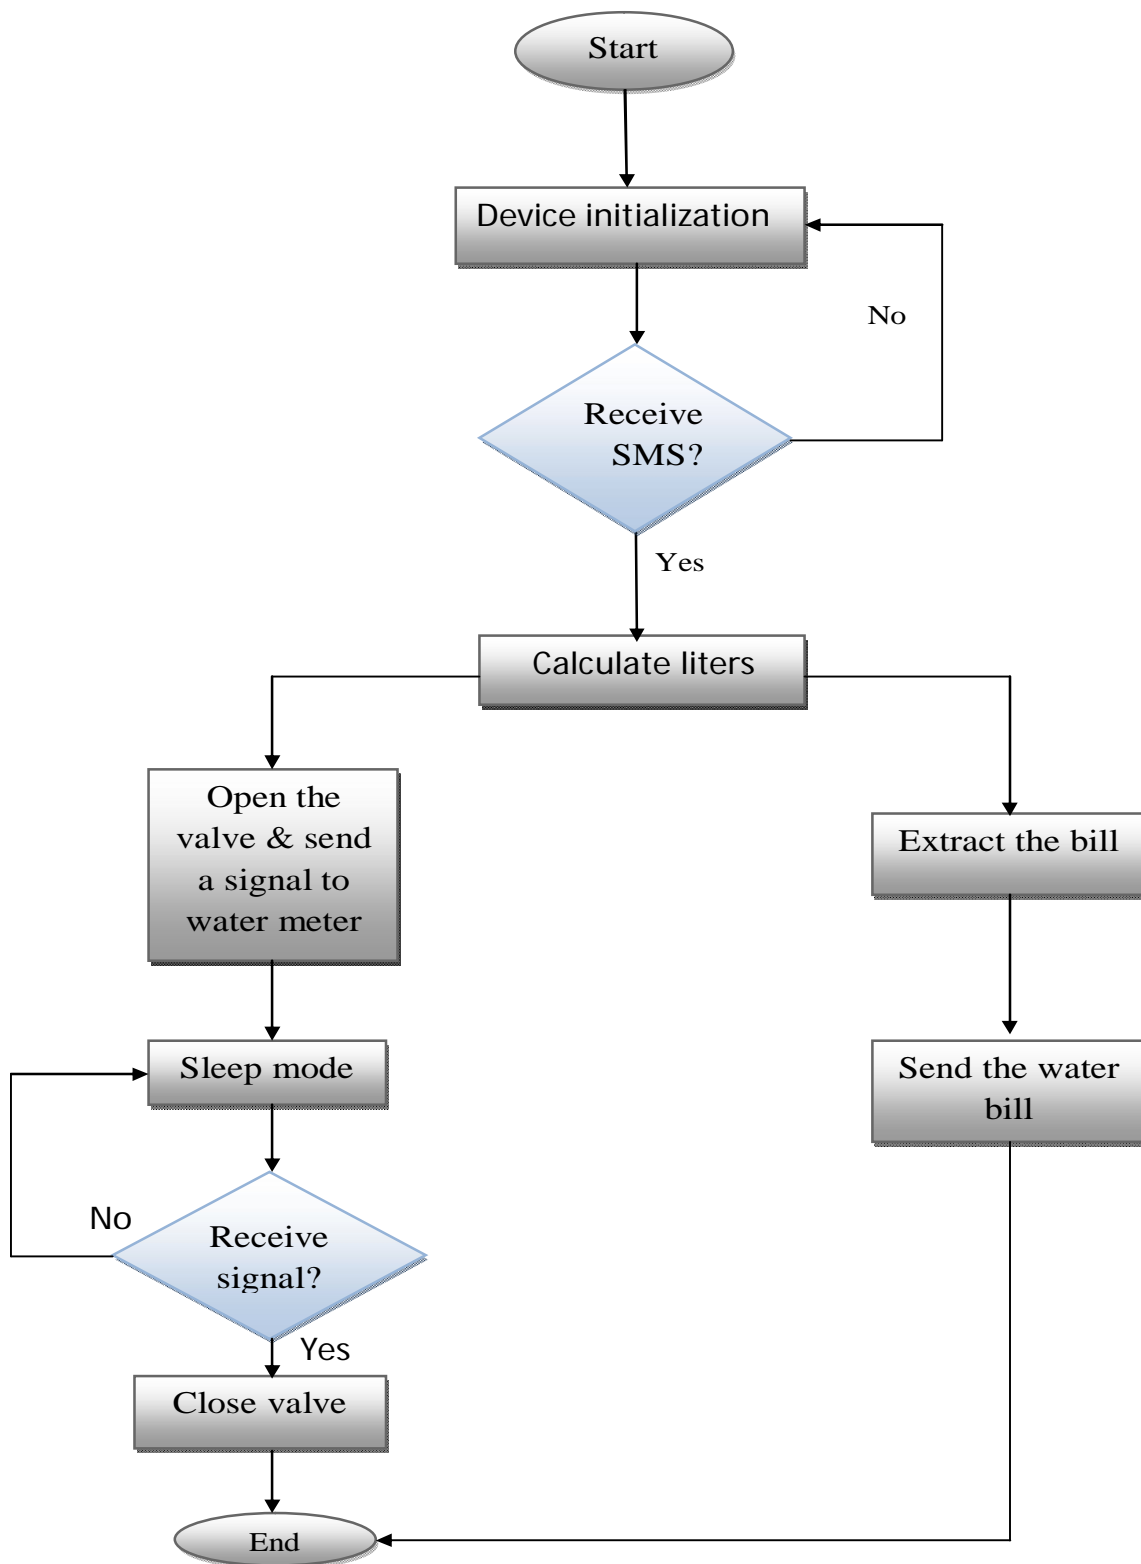 Start
Device initialization
No
Receive
SMS?
Yes
Calculate liters
Open the
valve & send
a signal to
water meter
Extract the bill
Sleep mode
Send the water
bill
No
Receive
signal?
Yes
Close valve
End